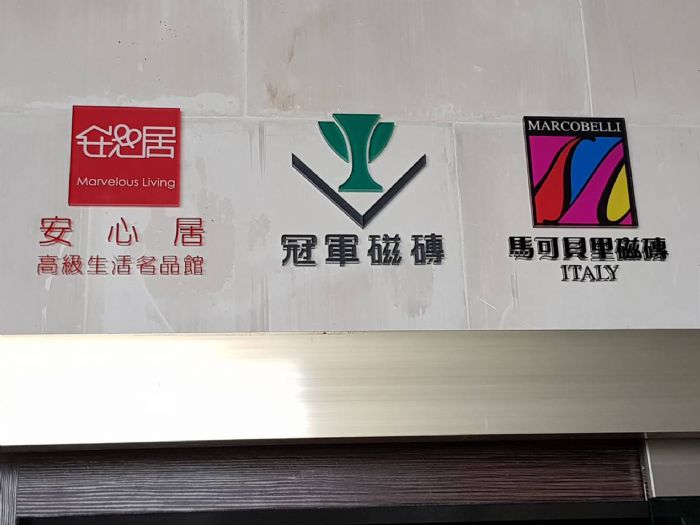 安心居
Marvelous Living
安心居
高級生活名品館
冠軍磁磚
MARCOBELLI
馬可貝里磁磚
ITALY